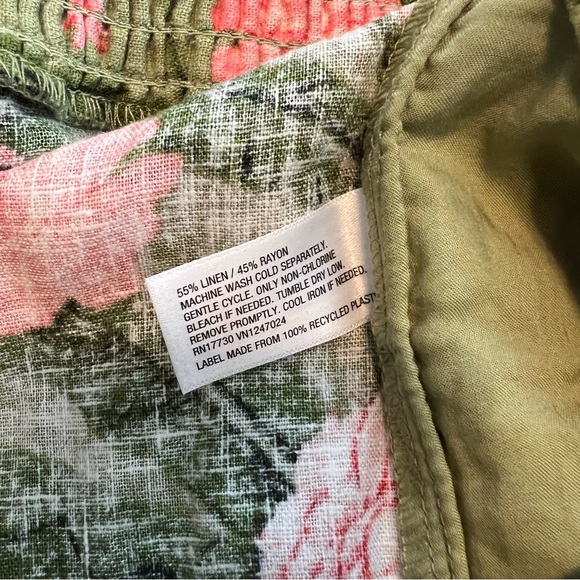 55% LINEN / 45% RAYON
MACHINE WASH COLD SEPARATELY.
GENTLE CYCLE. ONLY NON-CHLORINE
BLEACH IF NEEDED. TUMBLE DRY LOW.
REMOVE PROMPTLY. COOL IRON IF NEEDED.
RN17730 VN1247024
LABEL MADE FROM 100% RECYCLED PLASTI